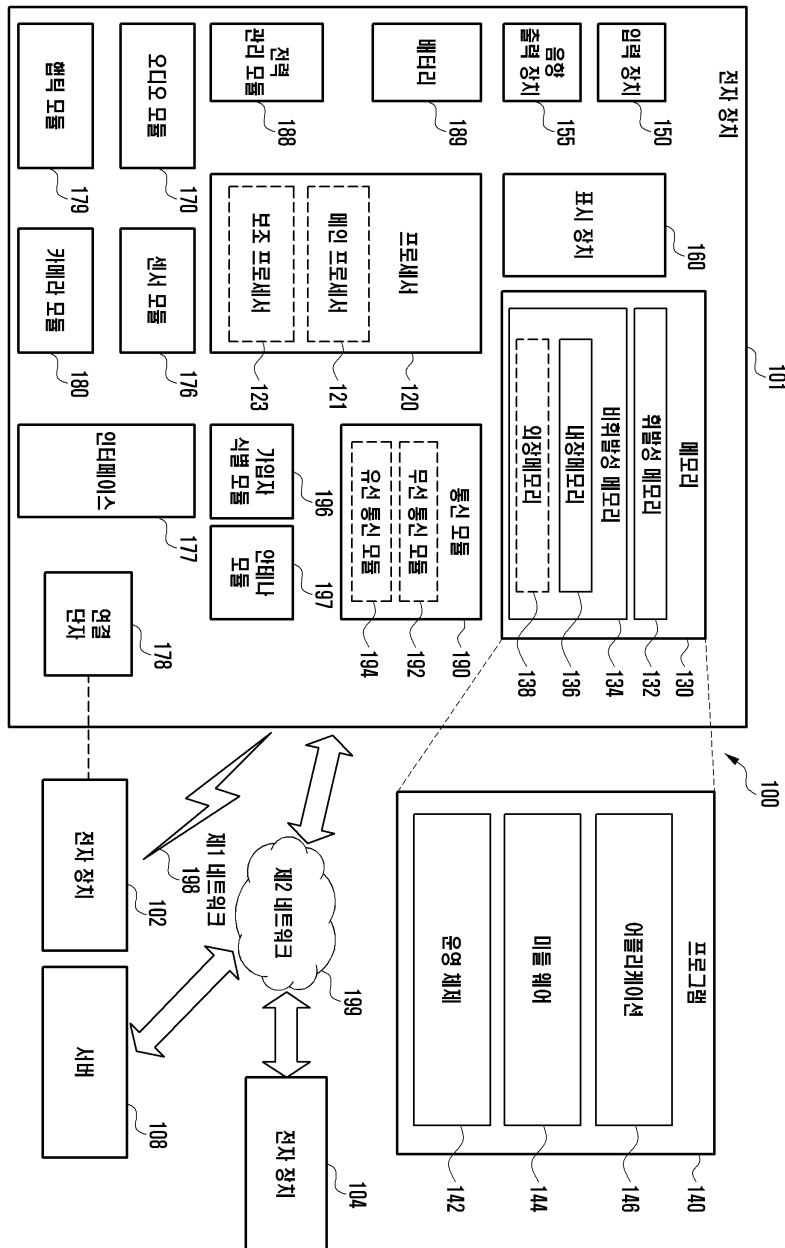 100
프로그램
140
어플리케이션
146
미들 웨어
144
운영 체제
142
전자 장치
101
메모리
130
휘발성 메모리
132
비휘발성 메모리
134
내장메모리
136
외장메모리
138
입력 장치
150
음향
출력 장치
155
표시 장치
160
배터리
189
전력
관리 모듈
188
프로세서
120
메인 프로세서
121
보조 프로세서
123
통신 모듈
190
무선 통신 모듈
192
유선 통신 모듈
194
가입자
식별 모듈
196
안테나
모듈
197
오디오 모듈
170
센서 모듈
176
인터페이스
177
연결
단자
178
햅틱 모듈
179
카메라 모듈
180
제2 네트워크
199
제1 네트워크
198
전자 장치
104
전자 장치
102
서버
108